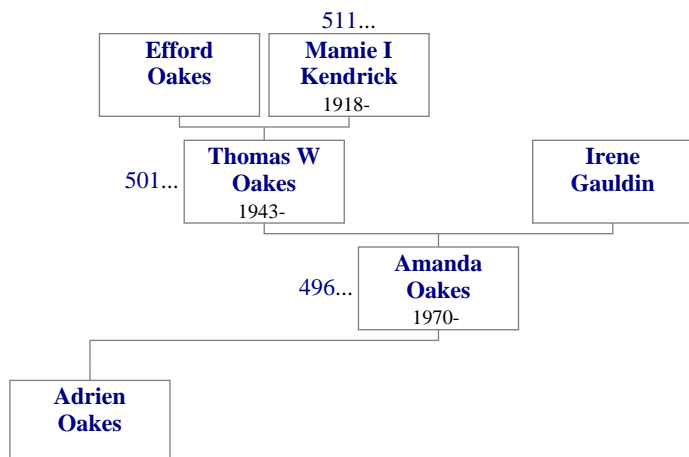 511...
Efford
Oakes
Mamie I
Kendrick
1918-
501...
Thomas W
Oakes
1943-
Irene
Gauldin
496...
Amanda
Oakes
1970-
Adrien
Oakes